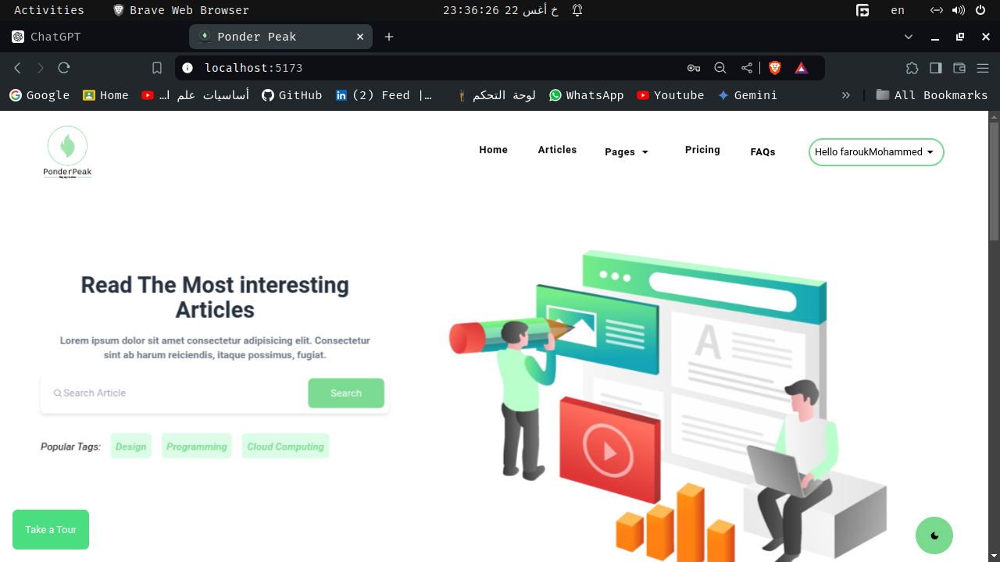 Activities Brave Web Browser 23:36:26 22 خ أغس en
ChatGPT Ponder Peak
localhost:5173
Google Home أساسيات علم ا... GitHub (2) Feed |... لوحة التحكم WhatsApp Youtube Gemini All Bookmarks
PonderPeak
Home Articles Pages Pricing FAQs Hello faroukMohammed
Read The Most interesting
Articles
Lorem ipsum dolor sit amet consectetur adipisicing elit. Consectetur
sint ab harum reiciendis, itaque possimus, fugiat.
Search Article Search
Popular Tags: Design Programming Cloud Computing
A
Take a Tour